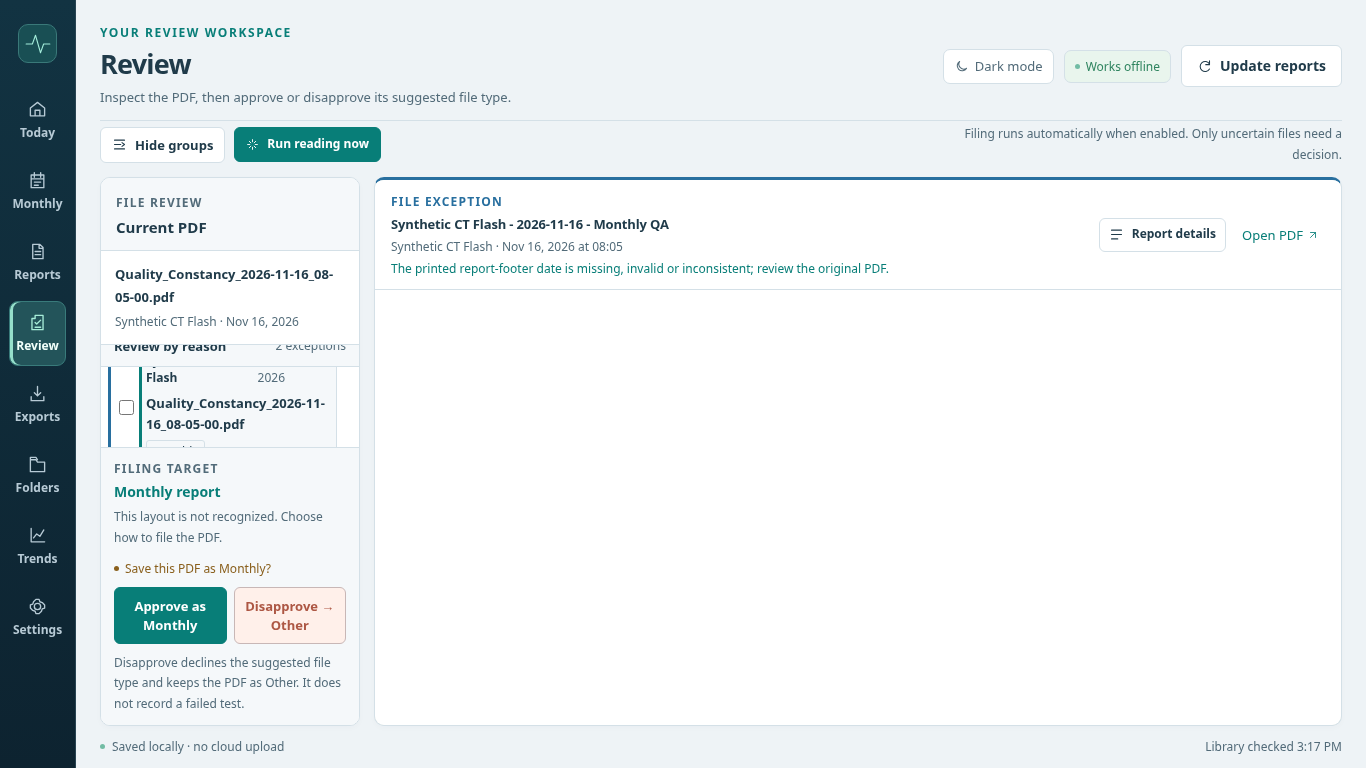 YOUR REVIEW WORKSPACE
Review
Inspect the PDF, then approve or disapprove its suggested file type.
Dark mode
Works offline
Update reports
Today
Monthly
Reports
Review
Exports
Folders
Trends
Settings
Hide groups
Run reading now
Filing runs automatically when enabled. Only uncertain files need a
decision.
FILE REVIEW
Current PDF
Quality_Constancy_2026-11-16_08-
05-00.pdf
Synthetic CT Flash · Nov 16, 2026
Review by reason
2 exceptions
Flash
2026
Quality_Constancy_2026-11-
16_08-05-00.pdf
FILING TARGET
Monthly report
This layout is not recognized. Choose
how to file the PDF.
Save this PDF as Monthly?
Approve as
Monthly
Disapprove →
Other
Disapprove declines the suggested file
type and keeps the PDF as Other. It does
not record a failed test.
FILE EXCEPTION
Synthetic CT Flash - 2026-11-16 - Monthly QA
Synthetic CT Flash · Nov 16, 2026 at 08:05
The printed report-footer date is missing, invalid or inconsistent; review the original PDF.
Report details
Open PDF ↗
Saved locally · no cloud upload
Library checked 3:17 PM